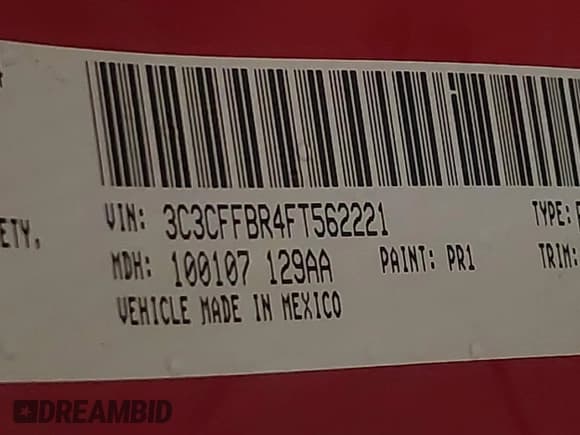 ETY.
VIN: 3C3CFFBR4FT562221
TYPE:
MDH: 100107 129AA
PAINT: PR1
TRIM:
VEHICLE MADE IN MEXICO
DREAMBID